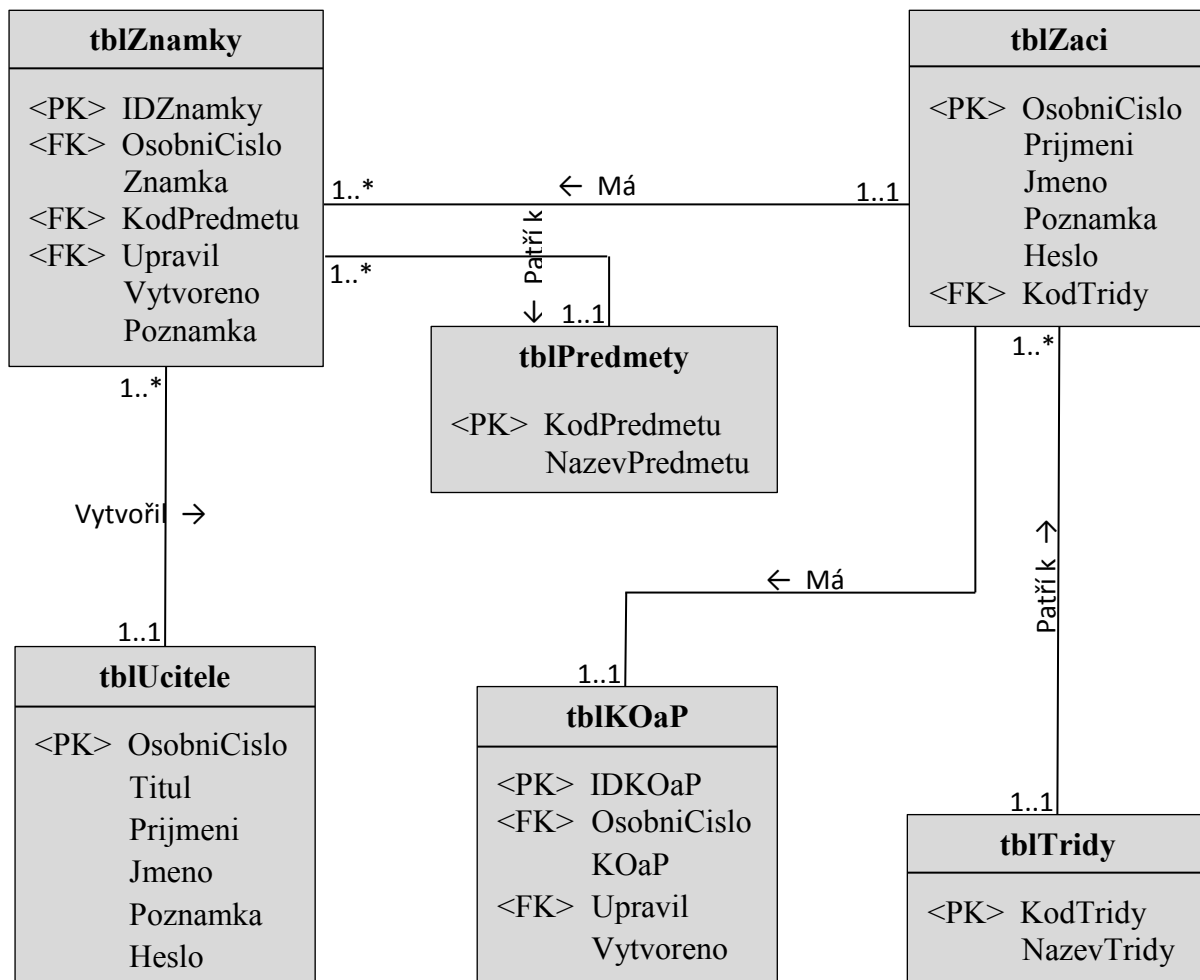 tblZnamky
<PK> IDZnamky
<FK> OsobniCislo
Znamka
<FK> KodPredmetu
<FK> Upravil
Vytvoreno
Poznamka
tblZaci
<PK> OsobniCislo
Prijmeni
Jmeno
Poznamka
Heslo
<FK> KodTridy
1..*
← Má
1..1
1..*
← Patří k
1..1
tblPredmety
<PK> KodPredmetu
NazevPredmetu
1..*
Vytvořil →
1..1
1..*
Patří k →
1..1
← Má
1..1
tblUcitele
<PK> OsobniCislo
Titul
Prijmeni
Jmeno
Poznamka
Heslo
tblKOaP
<PK> IDKOaP
<FK> OsobniCislo
KOaP
<FK> Upravil
Vytvoreno
tblTridy
<PK> KodTridy
NazevTridy